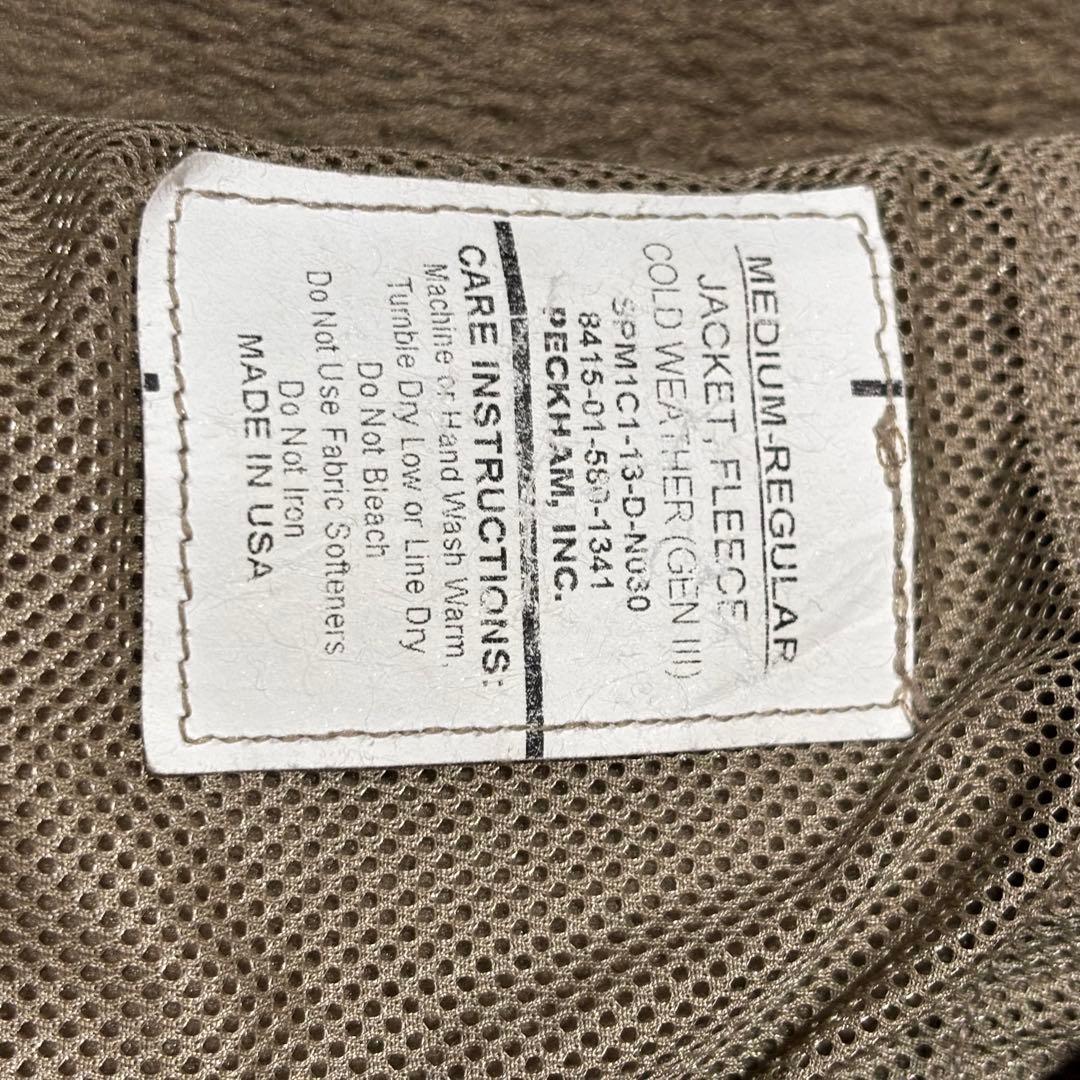 MEDIUM-REGULAR
JACKET, FLEECE
COLD WEATHER (GEN III)
SPM1C1-13-D-N030
8415-01-580-1341
PECKHAM, INC.
CARE INSTRUCTIONS:
Machine or Hand Wash Warm,
Tumble Dry Low or Line Dry
Do Not Bleach
Do Not Use Fabric Softeners
Do Not Iron
MADE IN USA